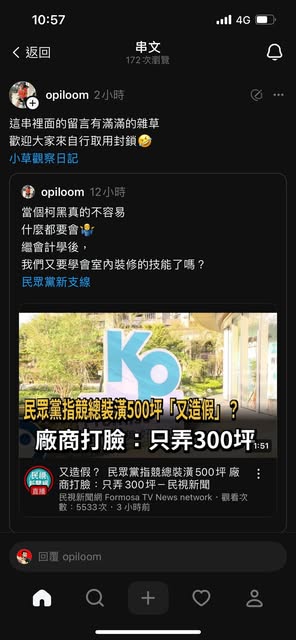 10:57
4G
返回
串文
172 次瀏覽
opiloom 2小時
這串裡面的留言有滿滿的雜草
歡迎大家來自行取用封鎖🤣
小草觀察日記
opiloom 12小時
當個柯黑真的不容易
什麼都要會🤷
繼會計學後，
我們又要學會室內裝修的技能了嗎？
民眾黨新支線
KO
民眾黨指競總裝潢500坪「又造假」？
廠商打臉：只弄300坪
1:51
民視
直播
又造假？ 民眾黨指競總裝潢500坪 廠
商打臉：只弄300坪－民視新聞
民視新聞網 Formosa TV News network・觀看次
數：5533次・3 小時前
回覆 opiloom